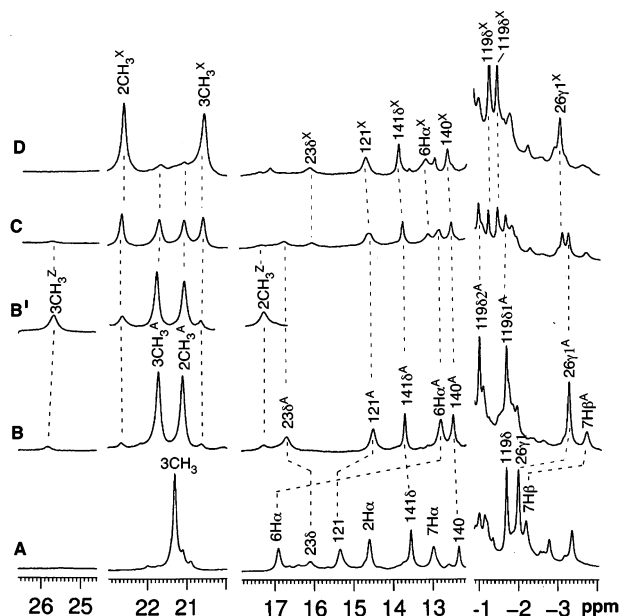 2CH₃ˣ
3CH₃ˣ
23δˣ
121ˣ
141δˣ
6Hαˣ
140ˣ
119δˣ
119δˣ
26γ1ˣ
D
C
3CH₃ᶻ
2CH₃ᶻ
B'
3CH₃ᴬ
2CH₃ᴬ
23δᴬ
121ᴬ
141δᴬ
6Hαᴬ
140ᴬ
119δ2ᴬ
119δ1ᴬ
26γ1ᴬ
7Hβᴬ
B
3CH₃
6Hα
23δ
121
2Hα
141δ
7Hα
140
119δ
26γ1
7Hβ
A
26 25 22 21 17 16 15 14 13 -1 -2 -3 ppm